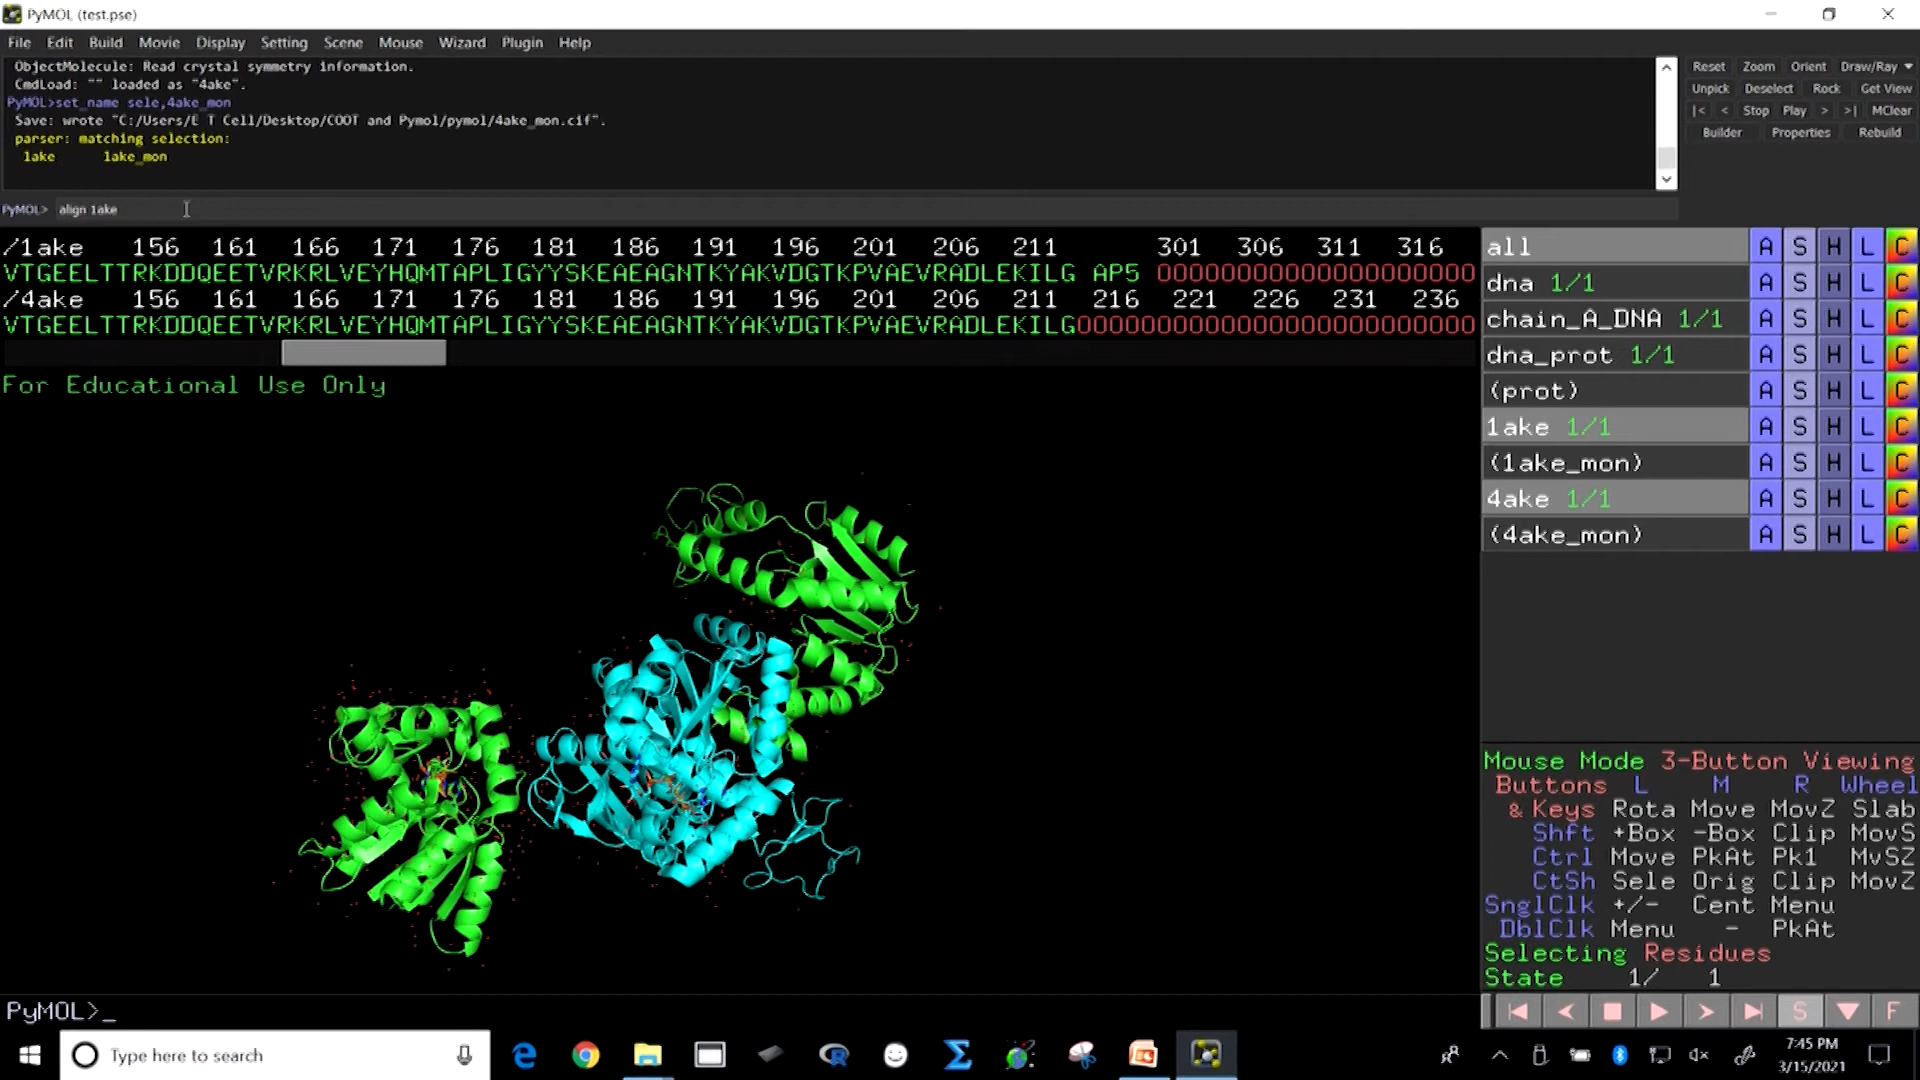 PyMOL (test.pse)
File Edit Build Movie Display Setting Scene Mouse Wizard Plugin Help
ObjectMolecule: Read crystal symmetry information.
CmdLoad: "" loaded as "4ake".
PyMOL>set_name sele,4ake_mon
Save: wrote "C:/Users/E T Cell/Desktop/COOT and Pymol/pymol/4ake_mon.cif".
parser: matching selection:
1ake 1ake_mon
PyMOL> align 1ake
Reset Zoom Orient Draw/Ray
Unpick Deselect Rock Get View
|< < Stop Play > >| MClear
Builder Properties Rebuild
/1ake 156 161 166 171 176 181 186 191 196 201 206 211 301 306 311 316
VTGEELTTRKDDQEETVRKRLVEYHQMTAPLIGYYSKEAEAGNTKYAKVDGTKPVAEVRADLEKILG AP5 OOOOOOOOOOOOOOOOOOOO
/4ake 156 161 166 171 176 181 186 191 196 201 206 211 216 221 226 231 236
VTGEELTTRKDDQEETVRKRLVEYHQMTAPLIGYYSKEAEAGNTKYAKVDGTKPVAEVRADLEKILGOOOOOOOOOOOOOOOOOOOOOOOOO
For Educational Use Only
all A S H L C
dna 1/1 A S H L C
chain_A_DNA 1/1 A S H L C
dna_prot 1/1 A S H L C
(prot) A S H L C
1ake 1/1 A S H L C
(1ake_mon) A S H L C
4ake 1/1 A S H L C
(4ake_mon) A S H L C
Mouse Mode 3-Button Viewing
Buttons L M R Wheel
& Keys Rota Move MovZ Slab
Shft +Box -Box Clip MovS
Ctrl Move PkAt Pk1 MvSZ
CtSh Sele Orig Clip MovZ
SnglClk +/- Cent Menu
DblClk Menu - PkAt
Selecting Residues
State 1/ 1
S F
PyMOL>_
Type here to search
7:45 PM
3/15/2021